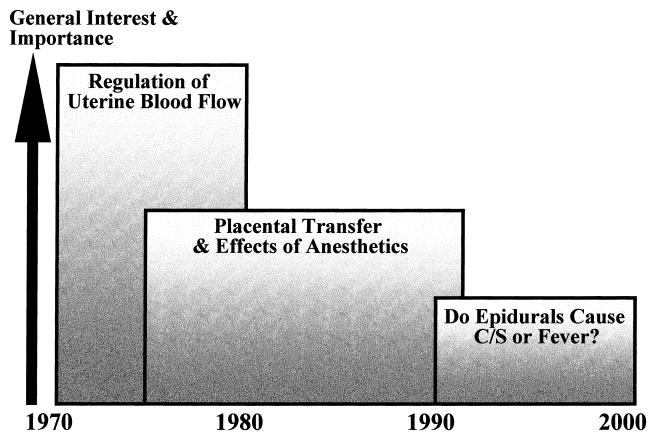 General Interest &
Importance
Regulation of
Uterine Blood Flow
Placental Transfer
& Effects of Anesthetics
Do Epidurals Cause
C/S or Fever?
1970
1980
1990
2000